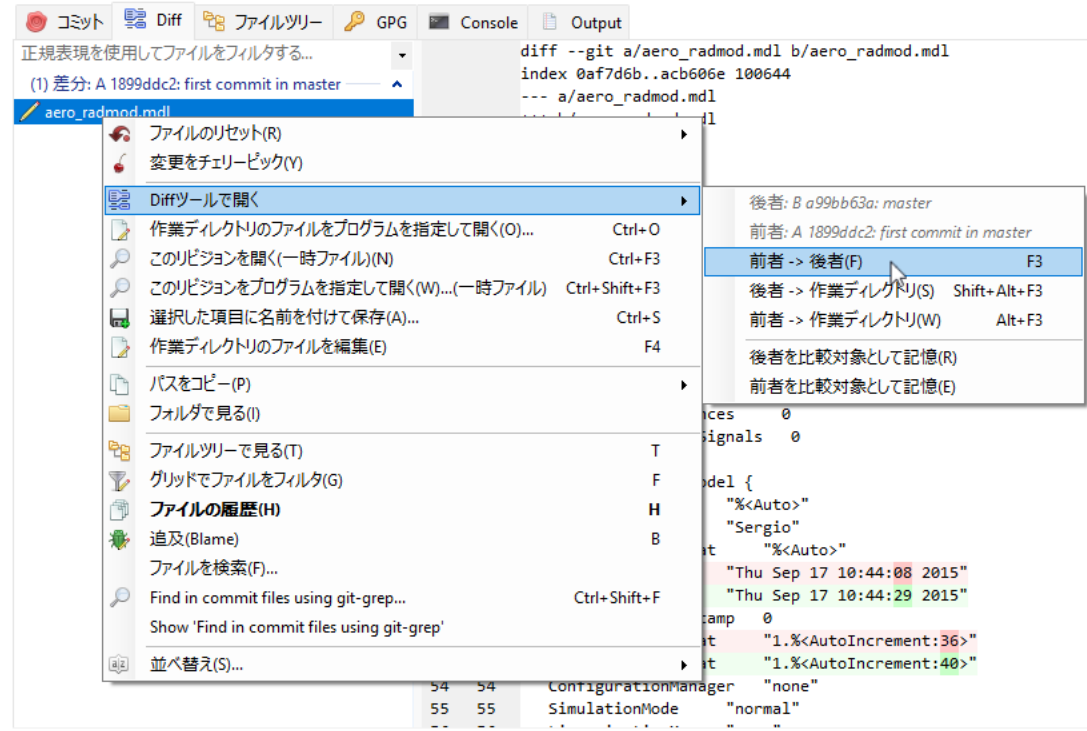 コミット Diff ファイルツリー GPG Console Output
正規表現を使用してファイルをフィルタする...
(1) 差分: A 1899ddc2: first commit in master
aero_radmod.mdl
diff --git a/aero_radmod.mdl b/aero_radmod.mdl
index 0af7d6b..acb606e 100644
--- a/aero_radmod.mdl
ファイルのリセット(R)
変更をチェリーピック(Y)
Diffツールで開く
作業ディレクトリのファイルをプログラムを指定して開く(O)... Ctrl+O
このリビジョンを開く(一時ファイル)(N) Ctrl+F3
このリビジョンをプログラムを指定して開く(W)...(一時ファイル) Ctrl+Shift+F3
選択した項目に名前を付けて保存(A)... Ctrl+S
作業ディレクトリのファイルを編集(E) F4
パスをコピー(P)
フォルダで見る(I)
ファイルツリーで見る(T) T
グリッドでファイルをフィルタ(G) F
ファイルの履歴(H) H
追及(Blame) B
ファイルを検索(F)...
Find in commit files using git-grep... Ctrl+Shift+F
Show 'Find in commit files using git-grep'
並べ替え(S)...
後者: B a99bb63a: master
前者: A 1899ddc2: first commit in master
前者 -> 後者(F) F3
後者 -> 作業ディレクトリ(S) Shift+Alt+F3
前者 -> 作業ディレクトリ(W) Alt+F3
後者を比較対象として記憶(R)
前者を比較対象として記憶(E)
nces 0
Signals 0
odel {
"%<Auto>"
"Sergio"
at "%<Auto>"
"Thu Sep 17 10:44:08 2015"
"Thu Sep 17 10:44:29 2015"
tamp 0
at "1.%<AutoIncrement:36>"
at "1.%<AutoIncrement:40>"
54 54 ConfigurationManager "none"
55 55 SimulationMode "normal"